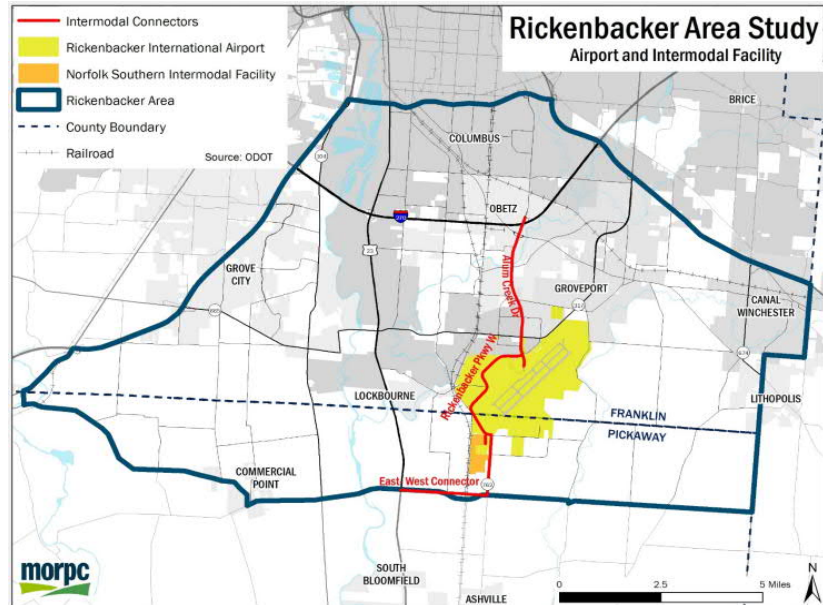 Rickenbacker Area Study
Airport and Intermodal Facility
Intermodal Connectors
Rickenbacker International Airport
Norfolk Southern Intermodal Facility
Rickenbacker Area
County Boundary
Railroad
Source: ODOT
BRICE
COLUMBUS
104
OBETZ
270
23
GROVE
CITY
Alum Creek Dr
GROVEPORT
317
CANAL
WINCHESTER
665
674
Rickenbacker Pkwy W
LOCKBOURNE
LITHOPOLIS
FRANKLIN
PICKAWAY
COMMERCIAL
POINT
East West Connector
762
SOUTH
BLOOMFIELD
ASHVILLE
morpc
N
0
2.5
5 Miles